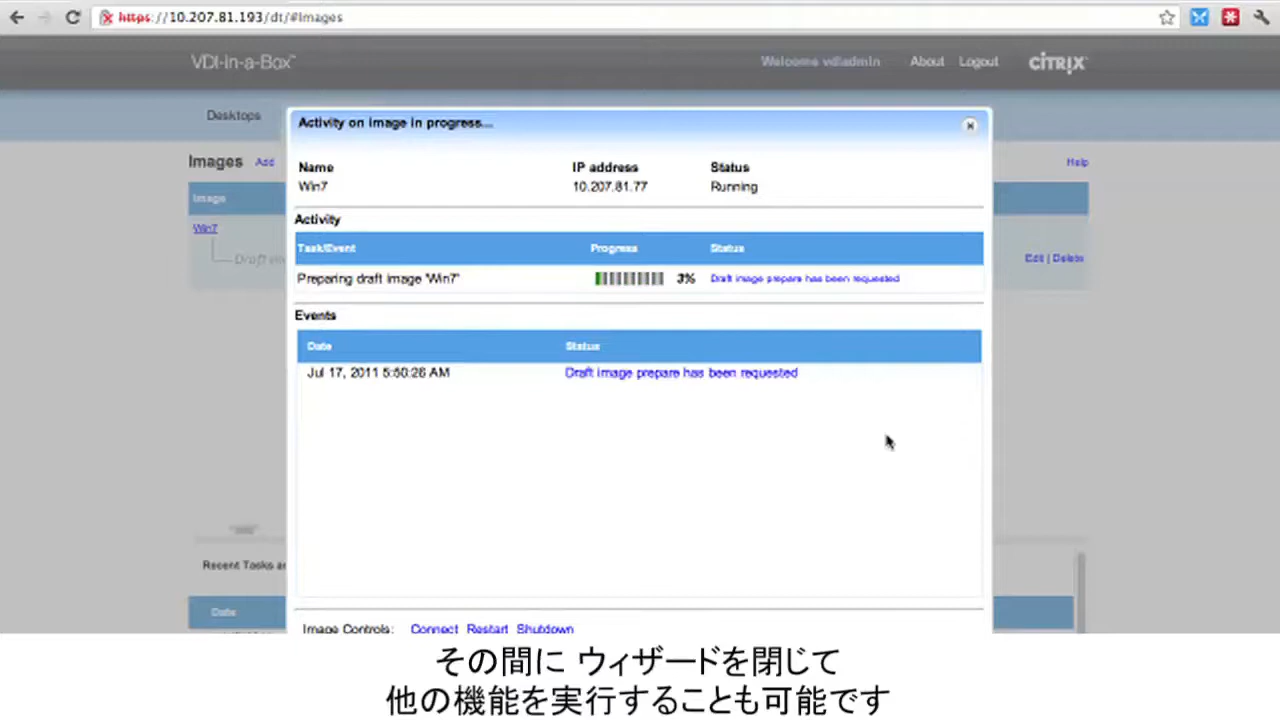 https://10.207.81.193/dt/#Images
VDI-in-a-Box™
Welcome vdiadmin About Logout CITRIX
Desktops
Activity on image in progress...
Images Add
Help
Name IP address Status
Win7 10.207.81.77 Running
Image
Activity
Win7
Task/Event Progress Status
Draft im
Edit | Delete
Preparing draft image 'Win7' 3% Draft image prepare has been requested
Events
Date Status
Jul 17, 2011 5:50:26 AM Draft image prepare has been requested
Recent Tasks an
Date
Image Controls: Connect Restart Shutdown
その間に ウィザードを閉じて
他の機能を実行することも可能です